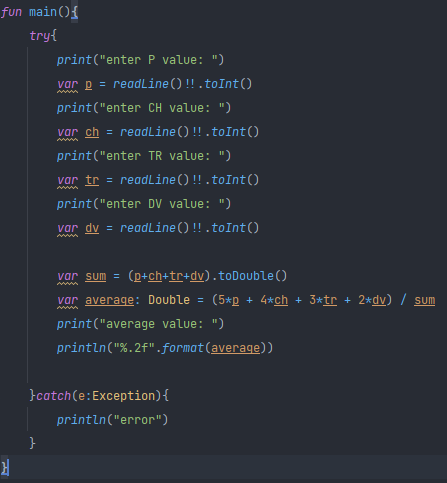 fun main(){
try{
print("enter P value: ")
var p = readLine()!!.toInt()
print("enter CH value: ")
var ch = readLine()!!.toInt()
print("enter TR value: ")
var tr = readLine()!!.toInt()
print("enter DV value: ")
var dv = readLine()!!.toInt()
var sum = (p+ch+tr+dv).toDouble()
var average: Double = (5*p + 4*ch + 3*tr + 2*dv) / sum
print("average value: ")
println("%.2f".format(average))
}catch(e:Exception){
println("error")
}
}